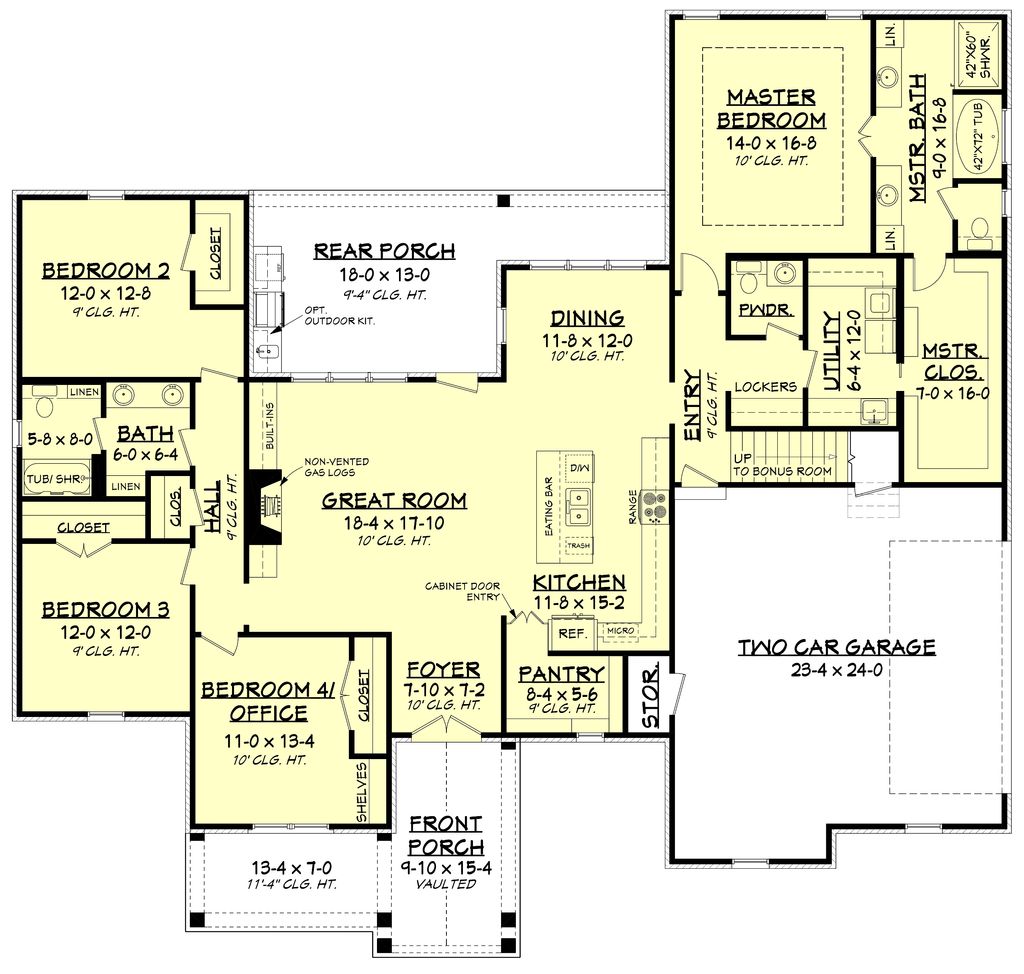 LIN.
42"X60"
SHWR.
MASTER
BEDROOM
14-0 x 16-8
10' CLG. HT.
MSTR. BATH
9-0 x 16-8
42"X72" TUB
LIN.
BEDROOM 2
12-0 x 12-8
9' CLG. HT.
CLOSET
REAR PORCH
18-0 x 13-0
9'-4" CLG. HT.
OPT.
OUTDOOR KIT.
DINING
11-8 x 12-0
10' CLG. HT.
PWDR.
UTILITY
6-4 x 12-0
MSTR.
CLOS.
7-0 x 16-0
LOCKERS
ENTRY
9' CLG. HT.
UP
TO BONUS ROOM
LINEN
5-8 x 8-0
BATH
6-0 x 6-4
TUB/ SHR.
LINEN
CLOS.
HALL
9' CLG. HT.
BUILT-INS
NON-VENTED
GAS LOGS
GREAT ROOM
18-4 x 17-10
10' CLG. HT.
D/W
EATING BAR
TRASH
RANGE
CLOSET
BEDROOM 3
12-0 x 12-0
9' CLG. HT.
CABINET DOOR
ENTRY
KITCHEN
11-8 x 15-2
REF.
MICRO
TWO CAR GARAGE
23-4 x 24-0
BEDROOM 4/
OFFICE
11-0 x 13-4
10' CLG. HT.
CLOSET
SHELVES
FOYER
7-10 x 7-2
10' CLG. HT.
PANTRY
8-4 x 5-6
9' CLG. HT.
STOR.
FRONT
PORCH
9-10 x 15-4
VAULTED
13-4 x 7-0
11'-4" CLG. HT.